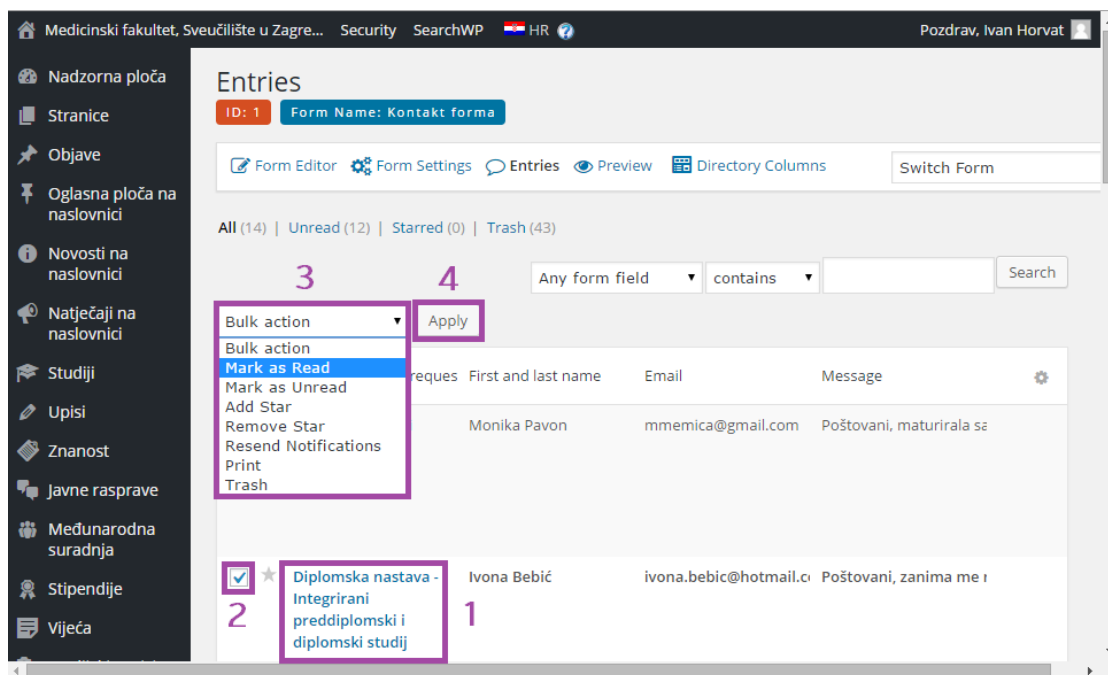 Medicinski fakultet, Sveučilište u Zagre... Security SearchWP HR Pozdrav, Ivan Horvat
Nadzorna ploča
Stranice
Objave
Oglasna ploča na
naslovnici
Novosti na
naslovnici
Natječaji na
naslovnici
Studiji
Upisi
Znanost
Javne rasprave
Međunarodna
suradnja
Stipendije
Vijeća
Entries
ID: 1 Form Name: Kontakt forma
Form Editor Form Settings Entries Preview Directory Columns Switch Form
All (14) | Unread (12) | Starred (0) | Trash (43)
3 4
Any form field contains Search
Bulk action Apply
Bulk action
Mark as Read
Mark as Unread
Add Star
Remove Star
Resend Notifications
Print
Trash
reques First and last name Email Message
Monika Pavon mmemica@gmail.com Poštovani, maturirala sa
Diplomska nastava - Ivona Bebić ivona.bebic@hotmail.c Poštovani, zanima me
Integrirani
preddiplomski i
diplomski studij
2 1